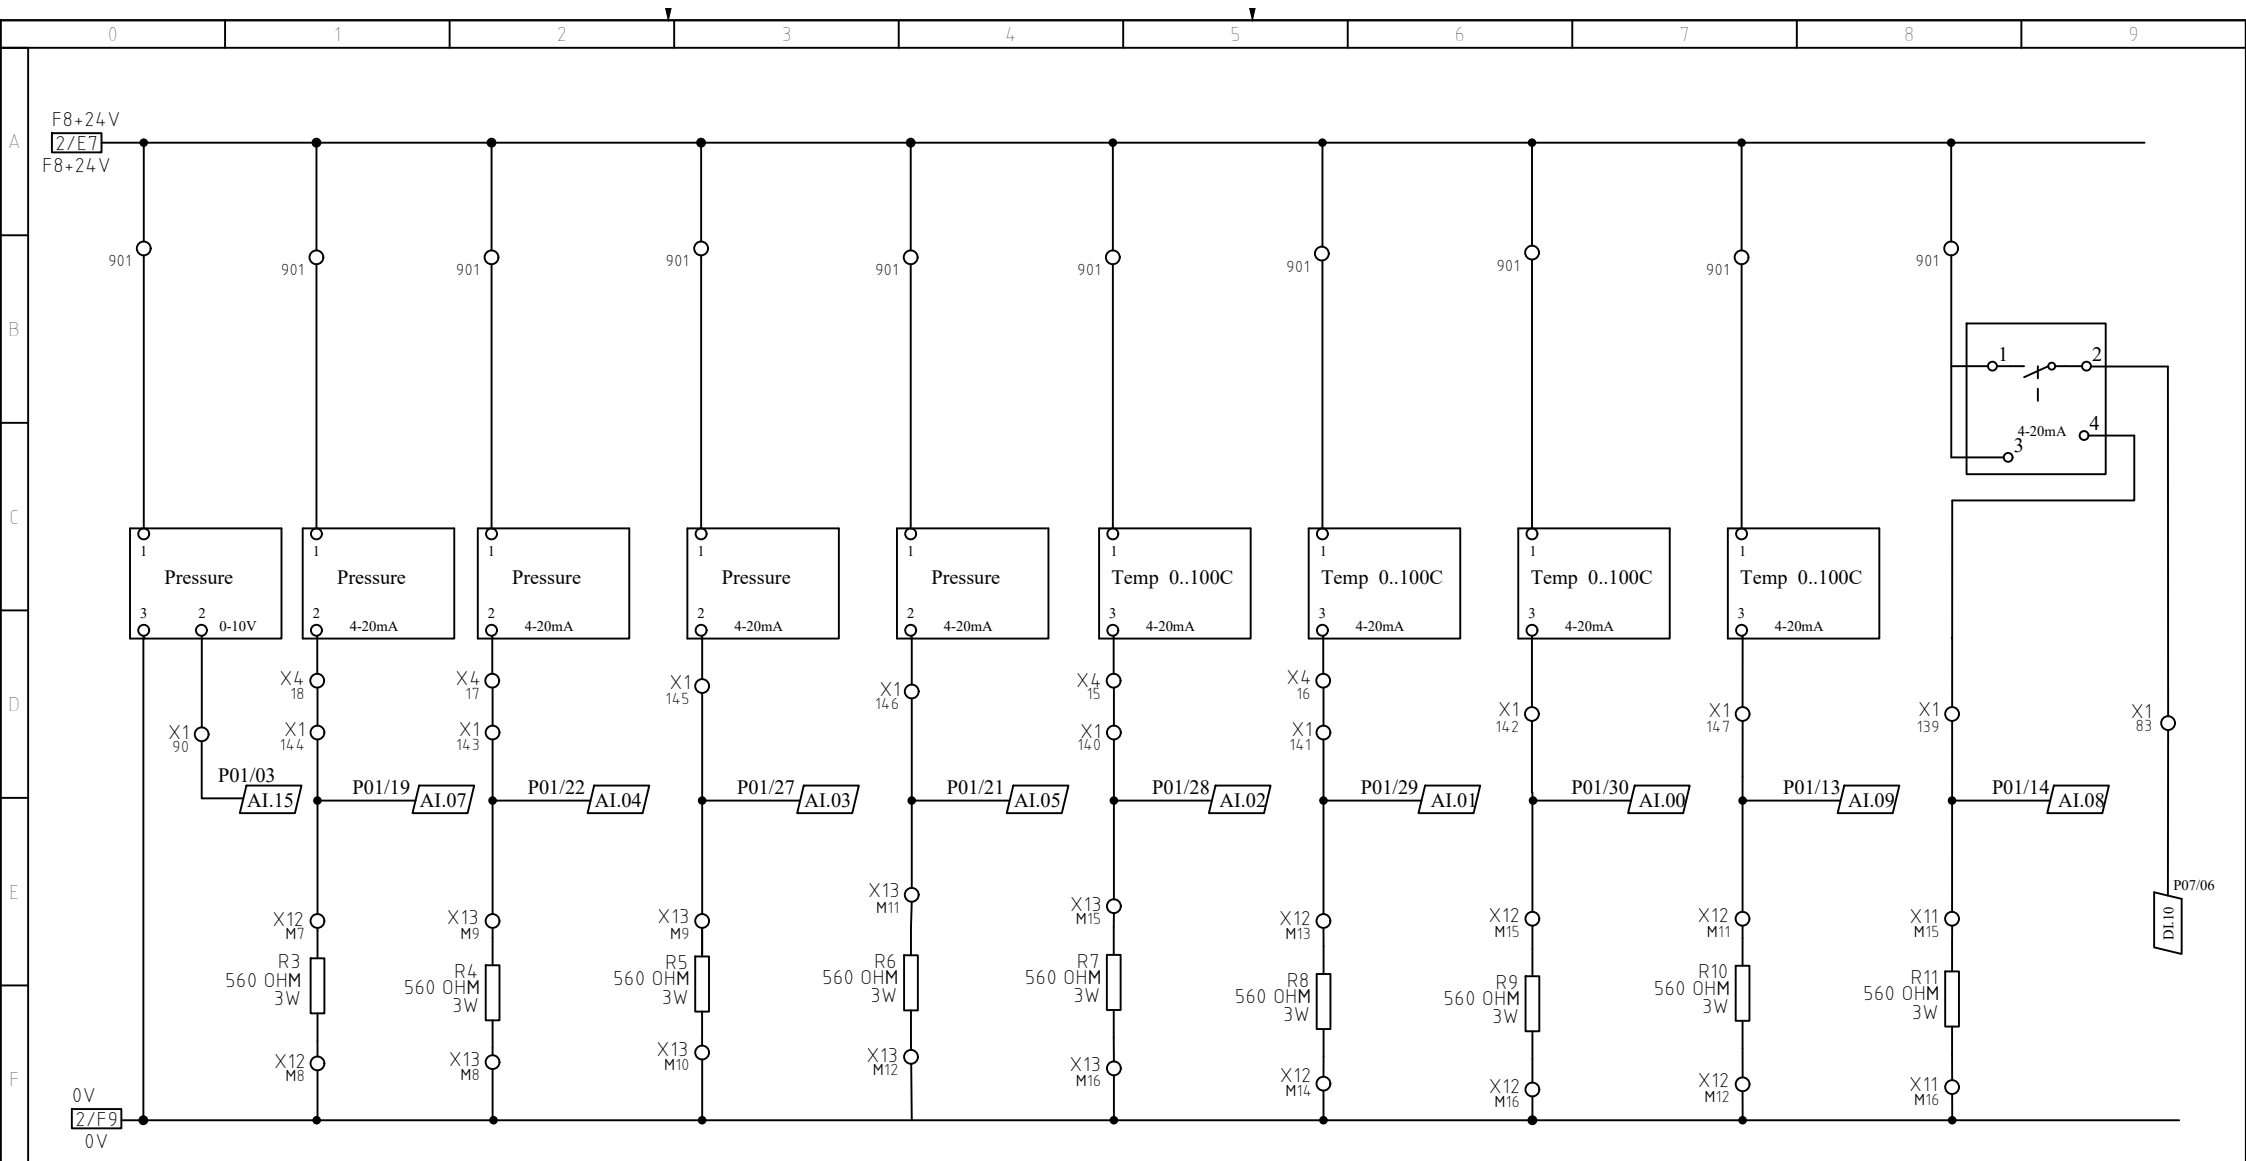 0 1 2 3 4 5 6 7 8 9
A
F8+24V
2/E7
F8+24V
901 901 901 901 901 901 901 901 901 901
B
1 2
4-20mA 4
3
C
1 1 1 1 1 1 1 1 1
Pressure Pressure Pressure Pressure Pressure Temp 0..100C Temp 0..100C Temp 0..100C Temp 0..100C
3 2 2 2 2 2 3 3 3 3
0-10V 4-20mA 4-20mA 4-20mA 4-20mA 4-20mA 4-20mA 4-20mA 4-20mA
X4 X4 X1 X1 X4 X4
18 17 145 146 15 16
D
X1 X1 X1 X1 X1 X1 X1 X1 X1
90 144 143 140 141 142 147 139 83
P01/03 P01/19 P01/22 P01/27 P01/21 P01/28 P01/29 P01/30 P01/13 P01/14
AI.15 AI.07 AI.04 AI.03 AI.05 AI.02 AI.01 AI.00 AI.09 AI.08
E
P07/06
DI.10
X12 X13 X13 X13 X13 X12 X12 X12 X11
M7 M9 M9 M11 M15 M13 M15 M11 M15
R3 R4 R5 R6 R7 R8 R9 R10 R11
560 OHM 560 OHM 560 OHM 560 OHM 560 OHM 560 OHM 560 OHM 560 OHM 560 OHM
3W 3W 3W 3W 3W 3W 3W 3W 3W
F
X12 X13 X13 X13 X13 X12 X12 X12 X11
M8 M8 M10 M12 M16 M14 M16 M12 M16
0V
2/F9
0V